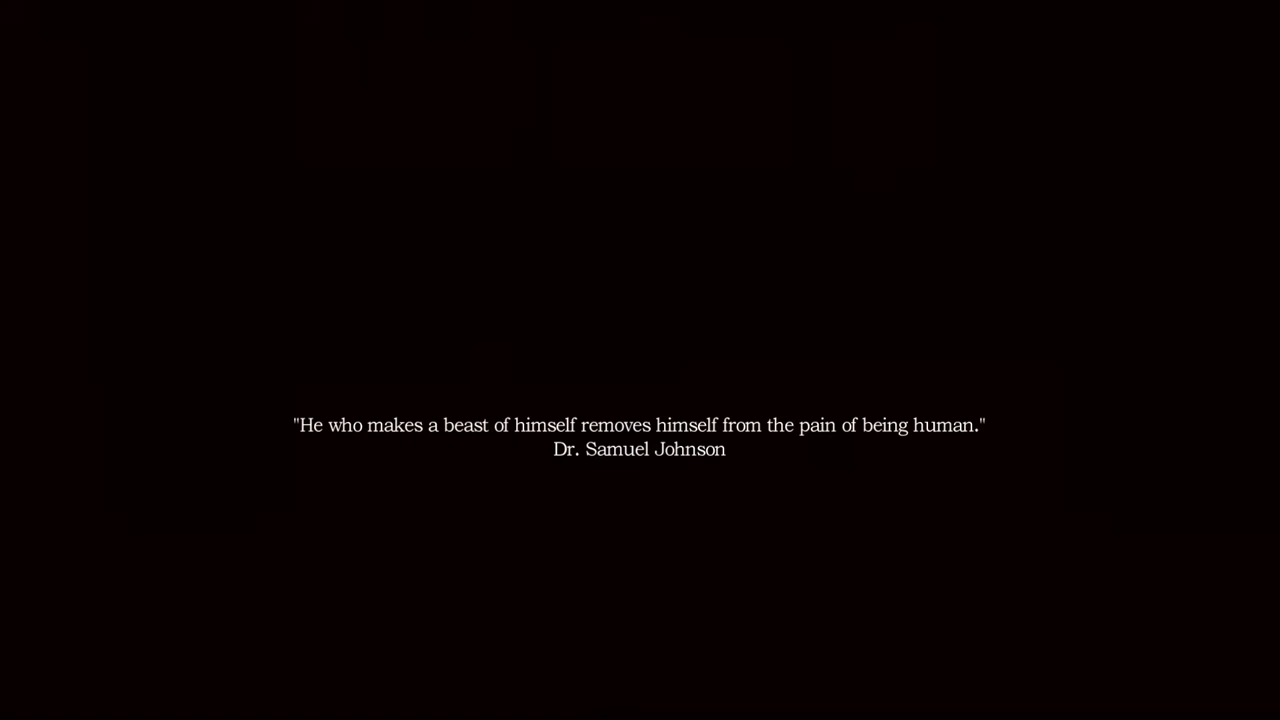 "He who makes a beast of himself removes himself from the pain of being human."
Dr. Samuel Johnson